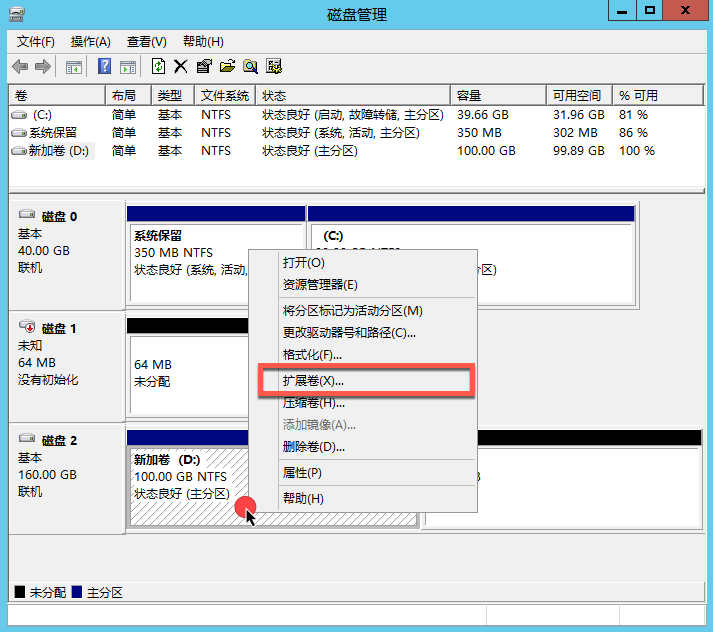 磁盘管理
文件(F) 操作(A) 查看(V) 帮助(H)
卷 布局 类型 文件系统 状态 容量 可用空间 % 可用
(C:) 简单 基本 NTFS 状态良好 (启动, 故障转储, 主分区) 39.66 GB 31.96 GB 81 %
系统保留 简单 基本 NTFS 状态良好 (系统, 活动, 主分区) 350 MB 302 MB 86 %
新加卷 (D:) 简单 基本 NTFS 状态良好 (主分区) 100.00 GB 99.89 GB 100 %
磁盘 0
基本
40.00 GB
联机
系统保留
350 MB NTFS
状态良好 (系统, 活动,
(C:)
分区)
磁盘 1
未知
64 MB
没有初始化
64 MB
未分配
磁盘 2
基本
160.00 GB
联机
新加卷 (D:)
100.00 GB NTFS
状态良好 (主分区)
打开(O)
资源管理器(E)
将分区标记为活动分区(M)
更改驱动器号和路径(C)...
格式化(F)...
扩展卷(X)...
压缩卷(H)...
添加镜像(A)...
删除卷(D)...
属性(P)
帮助(H)
未分配 主分区